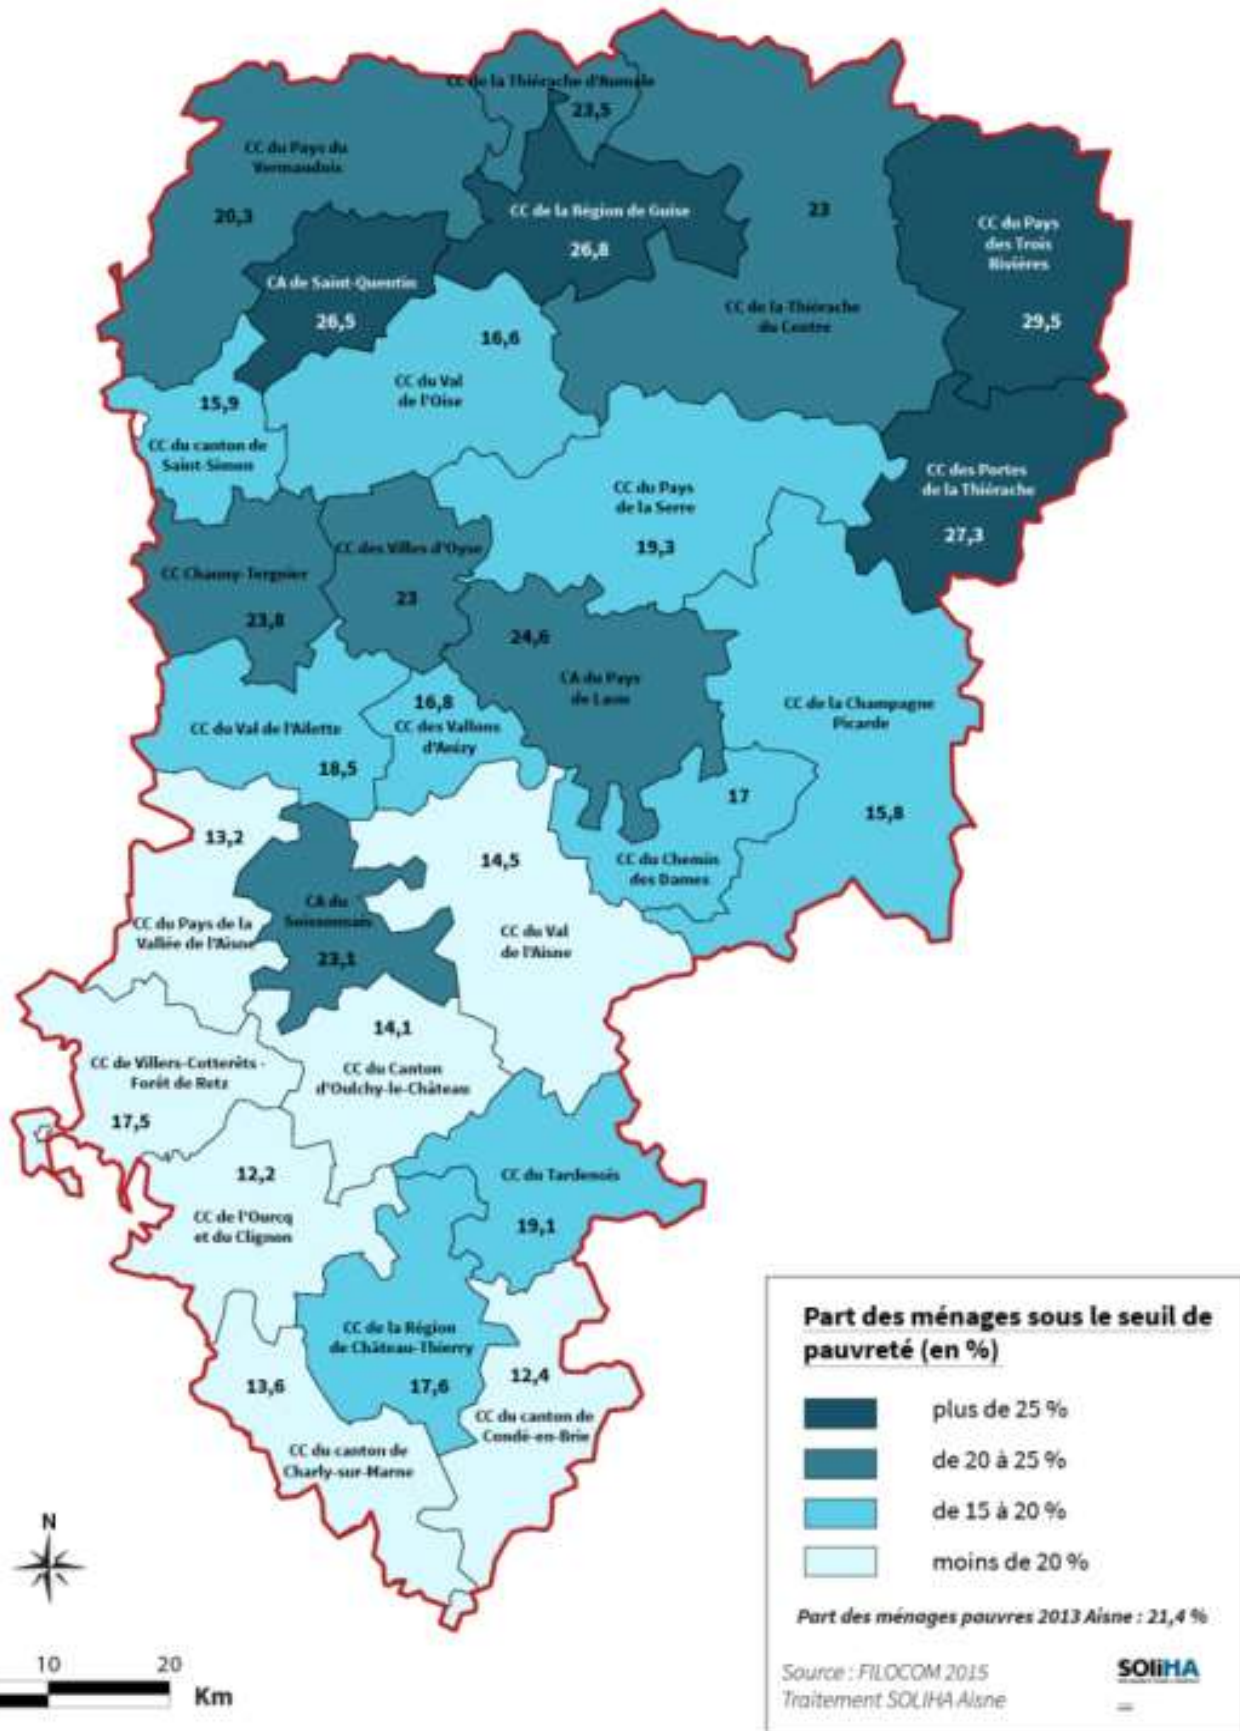 CC de la Thiérache d'Aumale
23,5
CC du Pays du
Vermandois
20,3
CC de la Région de Guise
26,8
23
CC de la Thiérache
du Centre
CC du Pays
des Trois
Rivières
29,5
CA de Saint-Quentin
26,5
16,6
CC du Val
de l'Oise
15,9
CC du canton de
Saint-Simon
CC du Pays
de la Serre
19,3
CC des Portes
de la Thiérache
27,3
CC Chauny-Tergnier
23,8
CC des Villes d'Oyse
23
24,6
CA du Pays
de Laon
CC de la Champagne
Picarde
15,8
CC du Val de l'Ailette
18,5
16,8
CC des Vallons
d'Anizy
17
CC du Chemin
des Dames
13,2
CC du Pays de la
Vallée de l'Aisne
CA du
Soissonnais
23,1
14,5
CC du Val
de l'Aisne
14,1
CC du Canton
d'Oulchy-le-Château
CC de Villers-Cotterêts -
Forêt de Retz
17,5
12,2
CC de l'Ourcq
et du Clignon
CC du Tardenois
19,1
CC de la Région
de Château-Thierry
17,6
12,4
CC du canton de
Condé-en-Brie
13,6
CC du canton de
Charly-sur-Marne
N
10 20
Km
Part des ménages sous le seuil de
pauvreté (en %)
plus de 25 %
de 20 à 25 %
de 15 à 20 %
moins de 20 %
Part des ménages pauvres 2013 Aisne : 21,4 %
Source : FILOCOM 2015
Traitement SOLIHA Aisne
SOLiHA